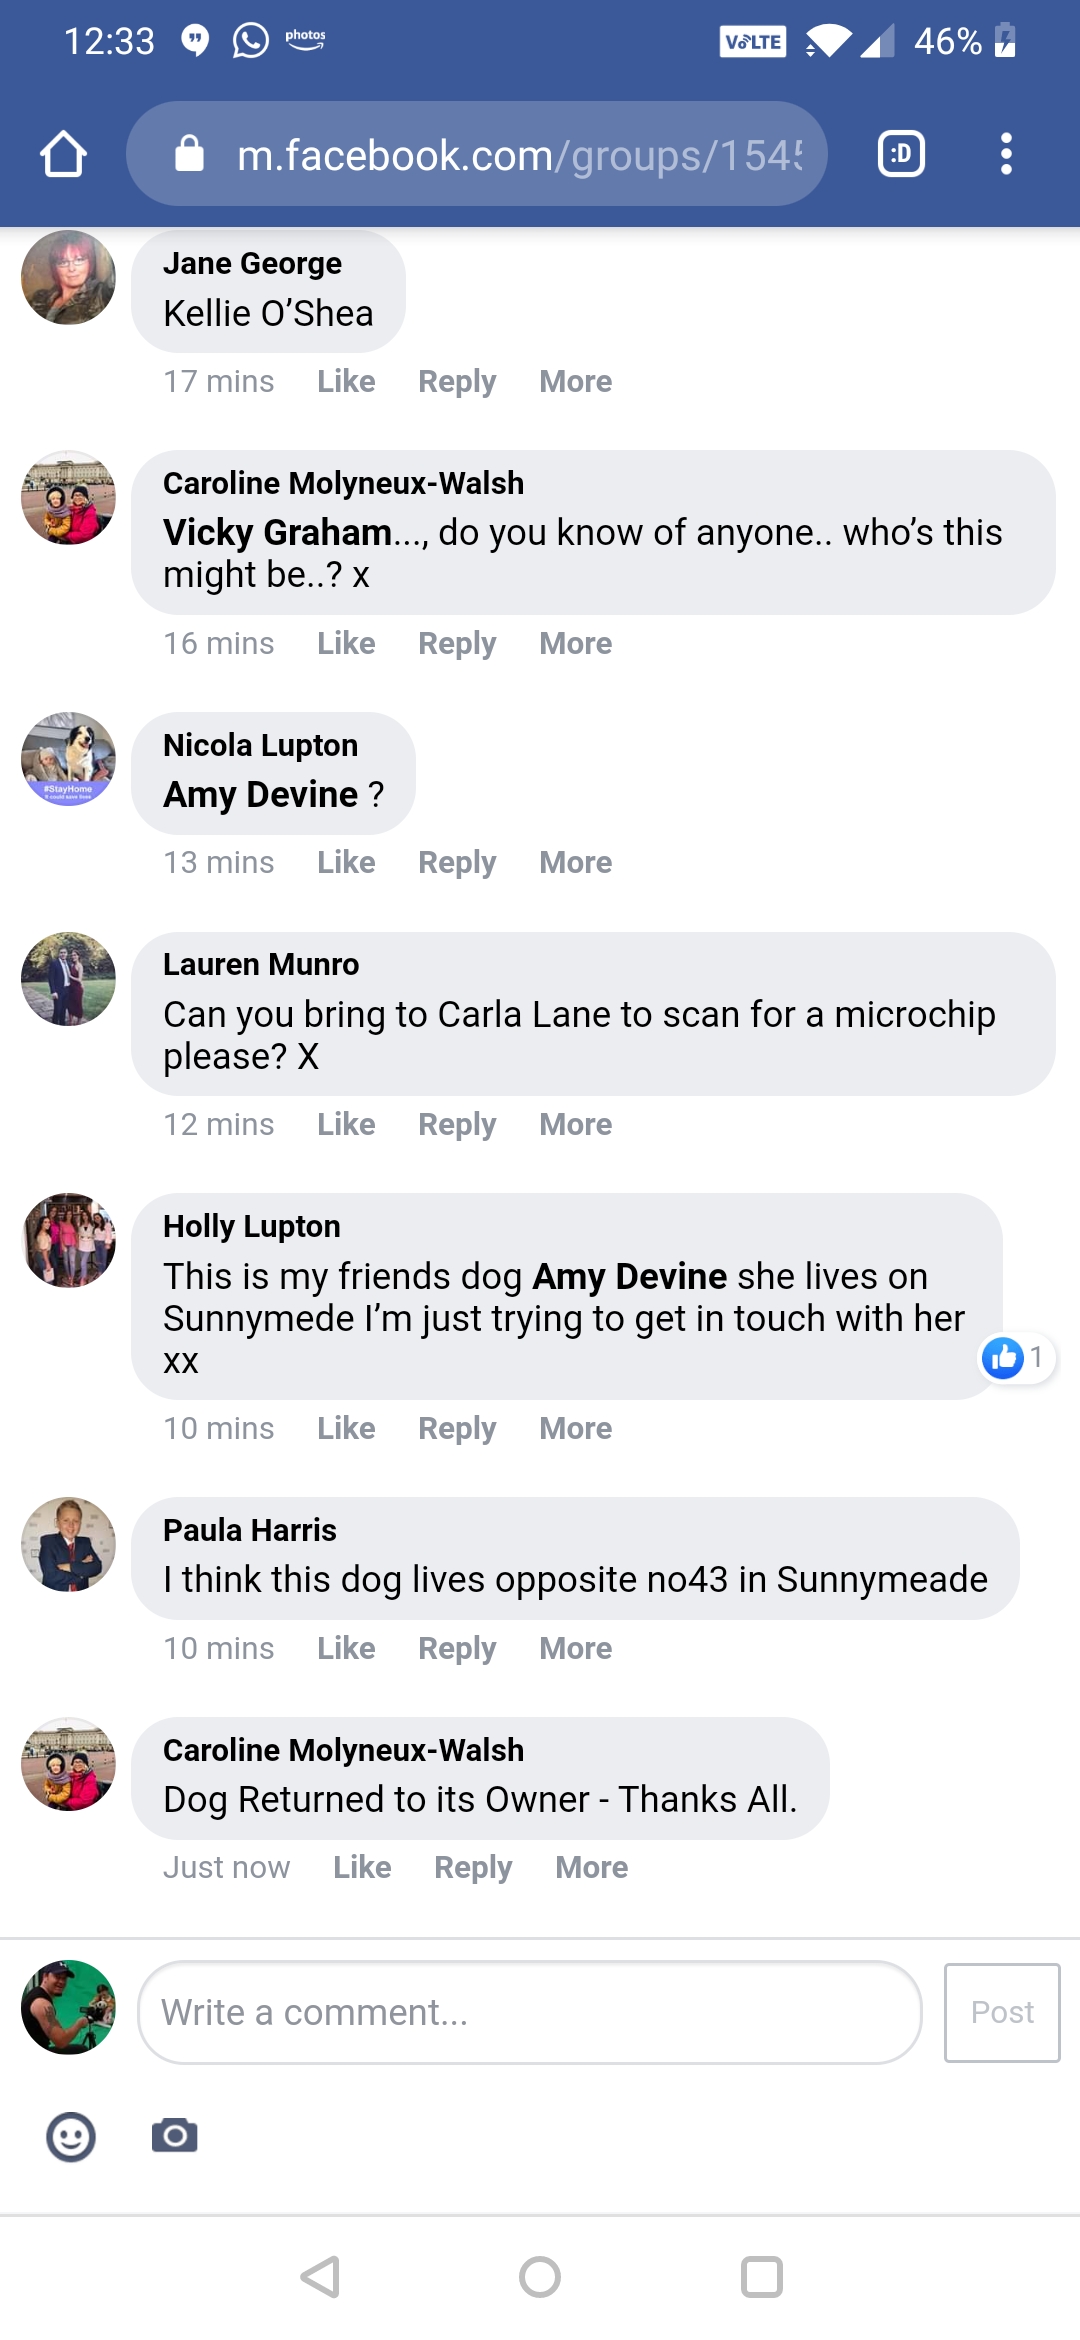 12:33 photos VoLTE 46%
m.facebook.com/groups/154
:D
Jane George
Kellie O’Shea
17 mins Like Reply More
Caroline Molyneux-Walsh
Vicky Graham..., do you know of anyone.. who’s this
might be..? x
16 mins Like Reply More
#StayHome
It could save lives
Nicola Lupton
Amy Devine ?
13 mins Like Reply More
Lauren Munro
Can you bring to Carla Lane to scan for a microchip
please? X
12 mins Like Reply More
Holly Lupton
This is my friends dog Amy Devine she lives on
Sunnymede I’m just trying to get in touch with her
xx
1
10 mins Like Reply More
Paula Harris
I think this dog lives opposite no43 in Sunnymeade
10 mins Like Reply More
Caroline Molyneux-Walsh
Dog Returned to its Owner - Thanks All.
Just now Like Reply More
Write a comment...
Post